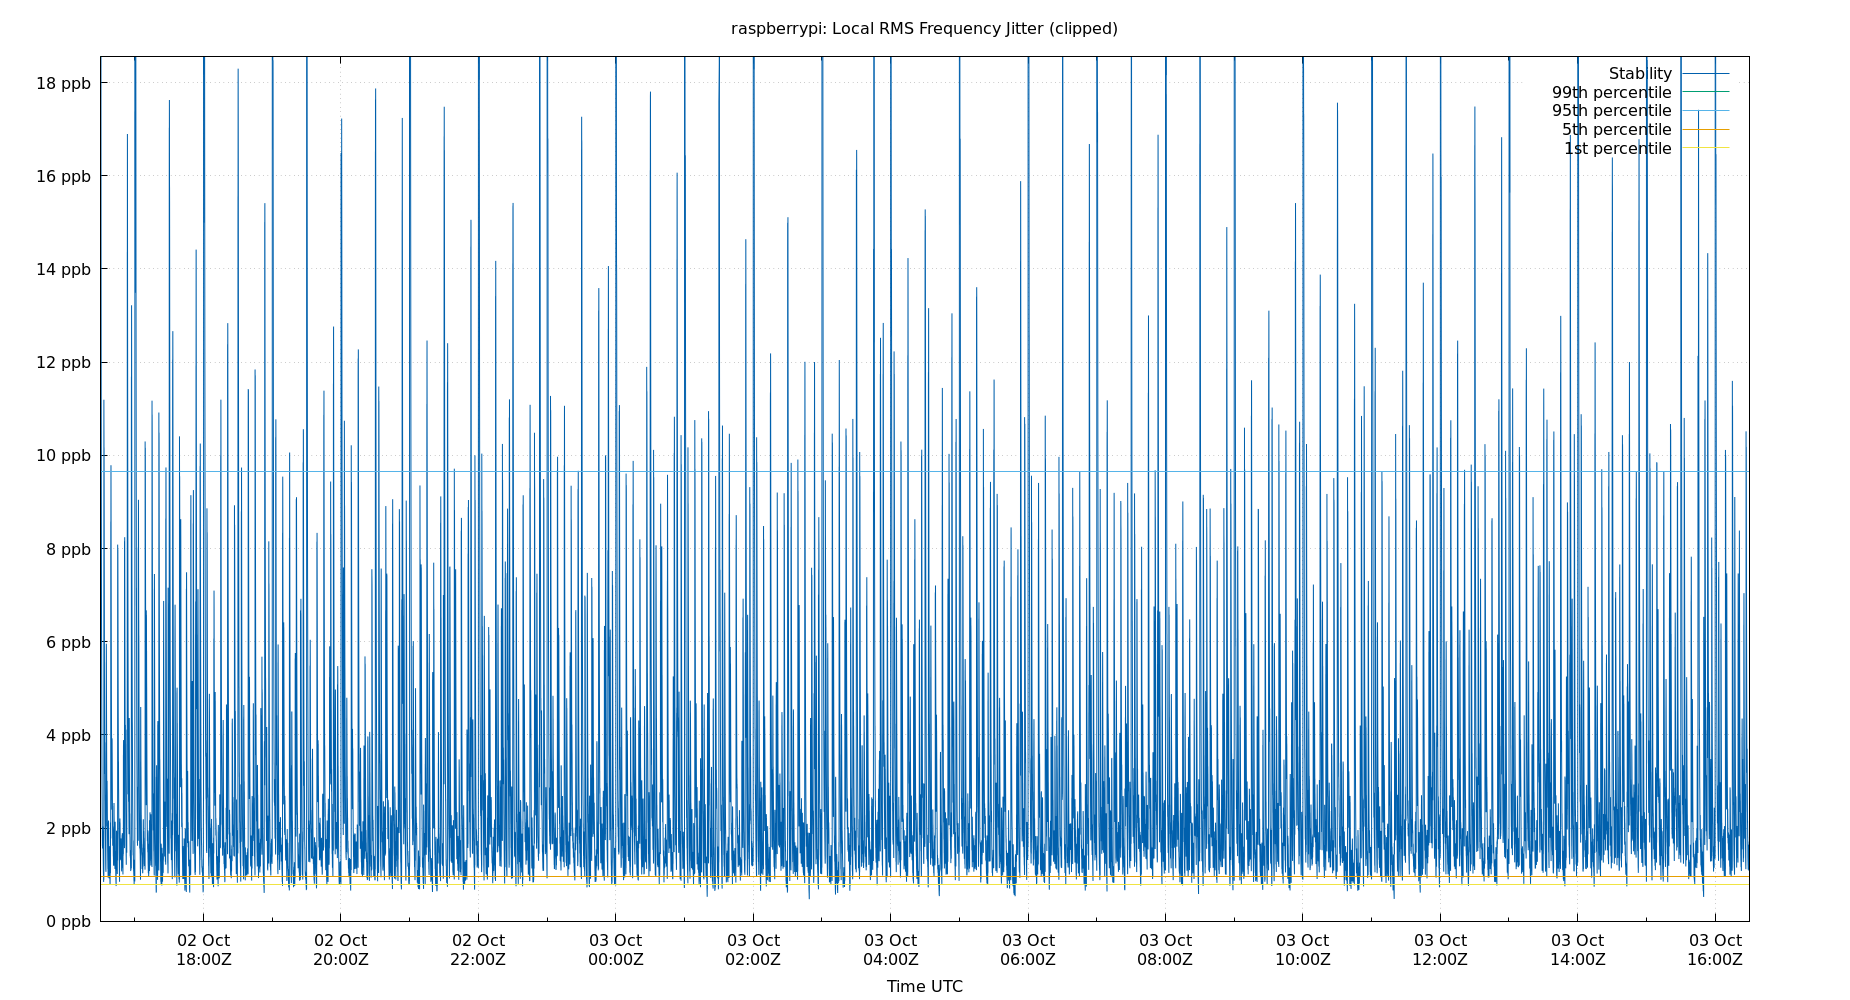 raspberrypi: Local RMS Frequency Jitter (clipped)
18 ppb
16 ppb
14 ppb
12 ppb
10 ppb
8 ppb
6 ppb
4 ppb
2 ppb
0 ppb
Stability
99th percentile
95th percentile
5th percentile
1st percentile
02 Oct 02 Oct 02 Oct 03 Oct 03 Oct 03 Oct 03 Oct 03 Oct 03 Oct 03 Oct 03 Oct 03 Oct
18:00Z 20:00Z 22:00Z 00:00Z 02:00Z 04:00Z 06:00Z 08:00Z 10:00Z 12:00Z 14:00Z 16:00Z
Time UTC